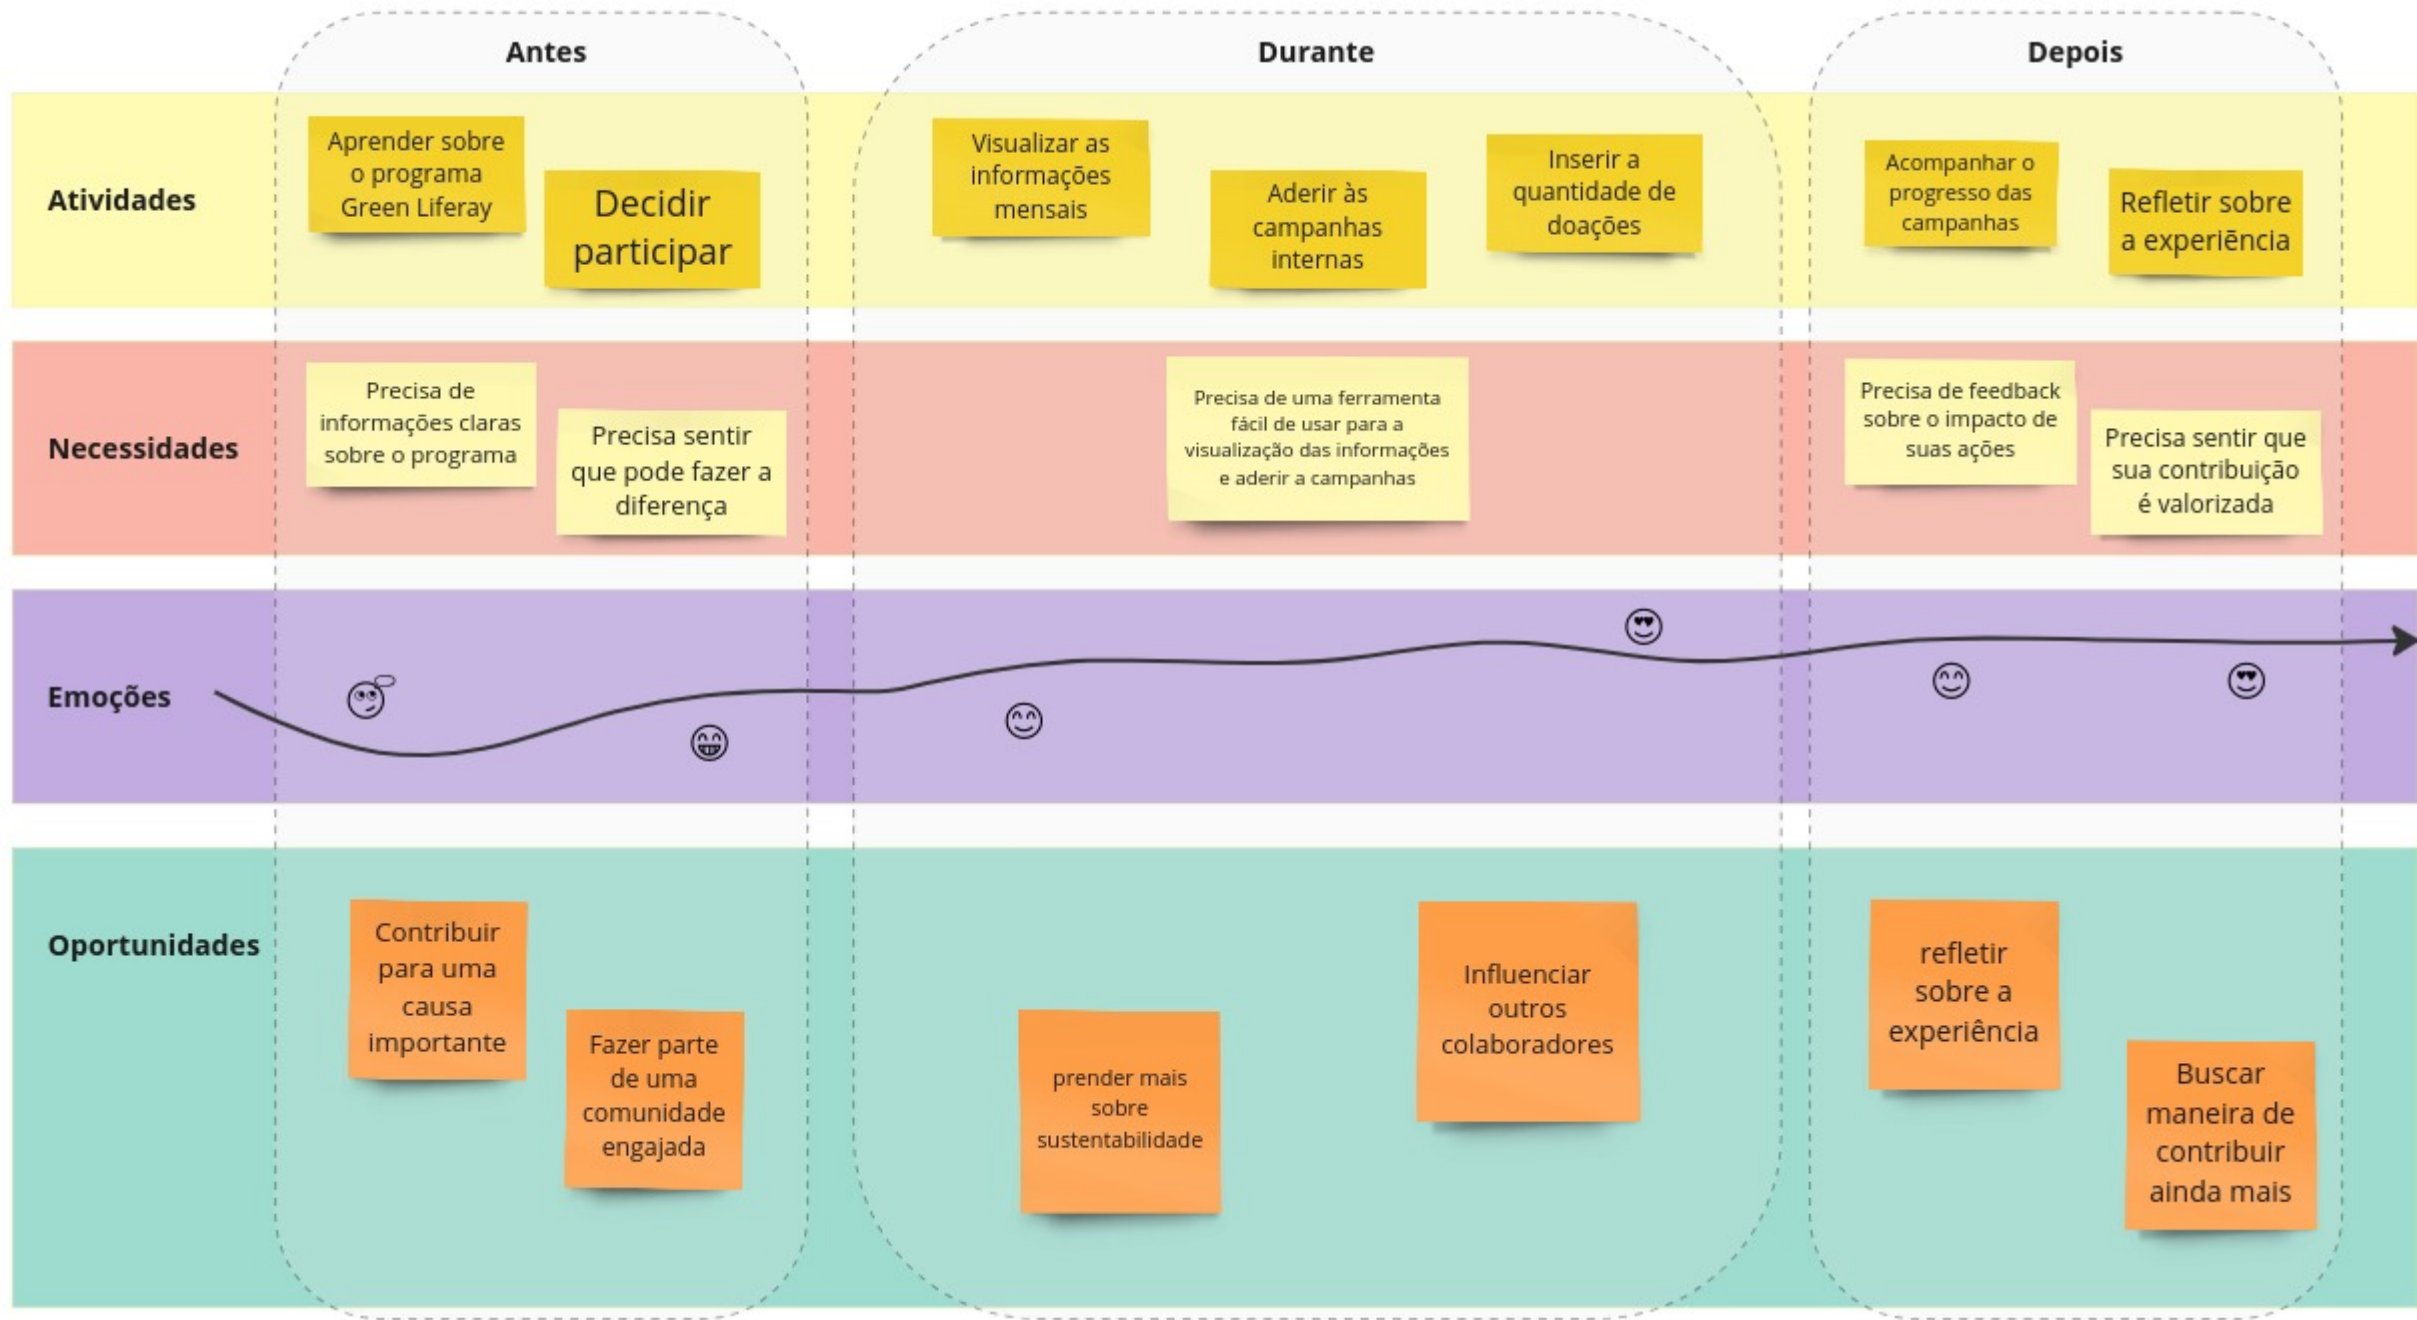 Antes
Durante
Depois
Atividades
Aprender sobre
o programa
Green Liferay
Decidir
participar
Visualizar as
informações
mensais
Aderir às
campanhas
internas
Inserir a
quantidade de
doações
Acompanhar o
progresso das
campanhas
Refletir sobre
a experiēncia
Necessidades
Precisa de
informações claras
sobre o programa
Precisa sentir
que pode fazer a
diferença
Precisa de uma ferramenta
fácil de usar para a
visualização das informações
e aderir a campanhas
Precisa de feedback
sobre o impacto de
suas ações
Precisa sentir que
sua contribuição
é valorizada
Emoções
Oportunidades
Contribuir
para uma
causa
importante
Fazer parte
de uma
comunidade
engajada
prender mais
sobre
sustentabilidade
Influenciar
outros
colaboradores
refletir
sobre a
experiência
Buscar
maneira de
contribuir
ainda mais